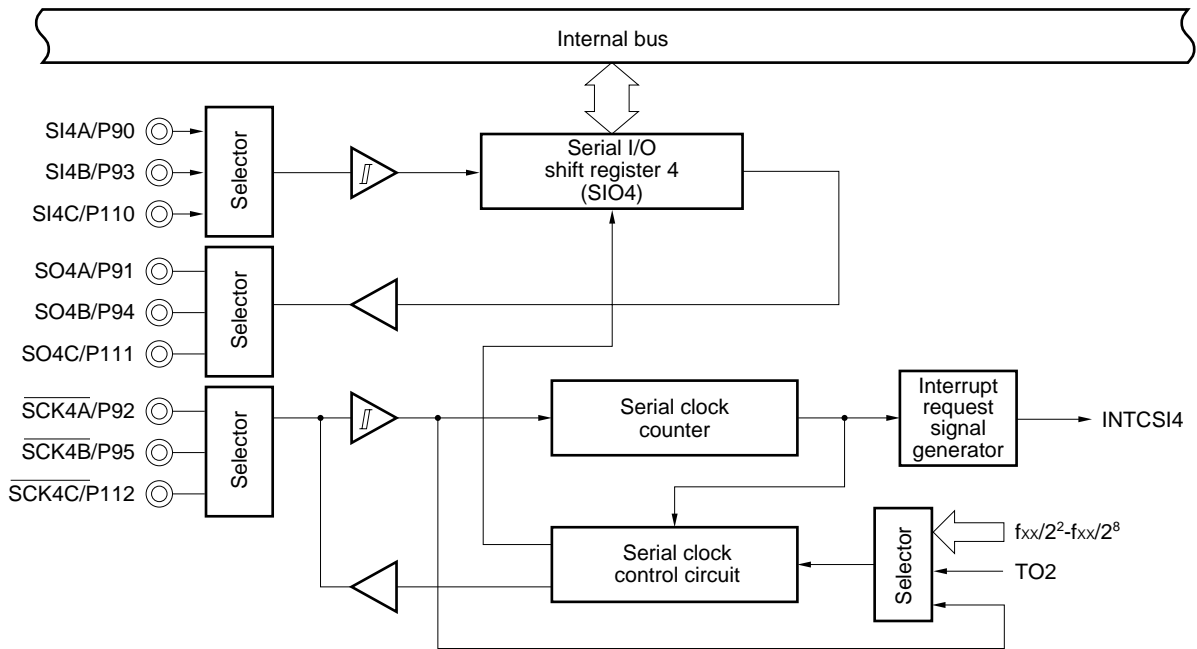 Internal bus
SI4A/P90
SI4B/P93
SI4C/P110
Selector
Serial I/O
shift register 4
(SIO4)
SO4A/P91
SO4B/P94
SO4C/P111
Selector
SCK4A/P92
SCK4B/P95
SCK4C/P112
Selector
Serial clock
counter
Interrupt
request
signal
generator
INTCSI4
Serial clock
control circuit
Selector
fxx/2²-fxx/2⁸
TO2